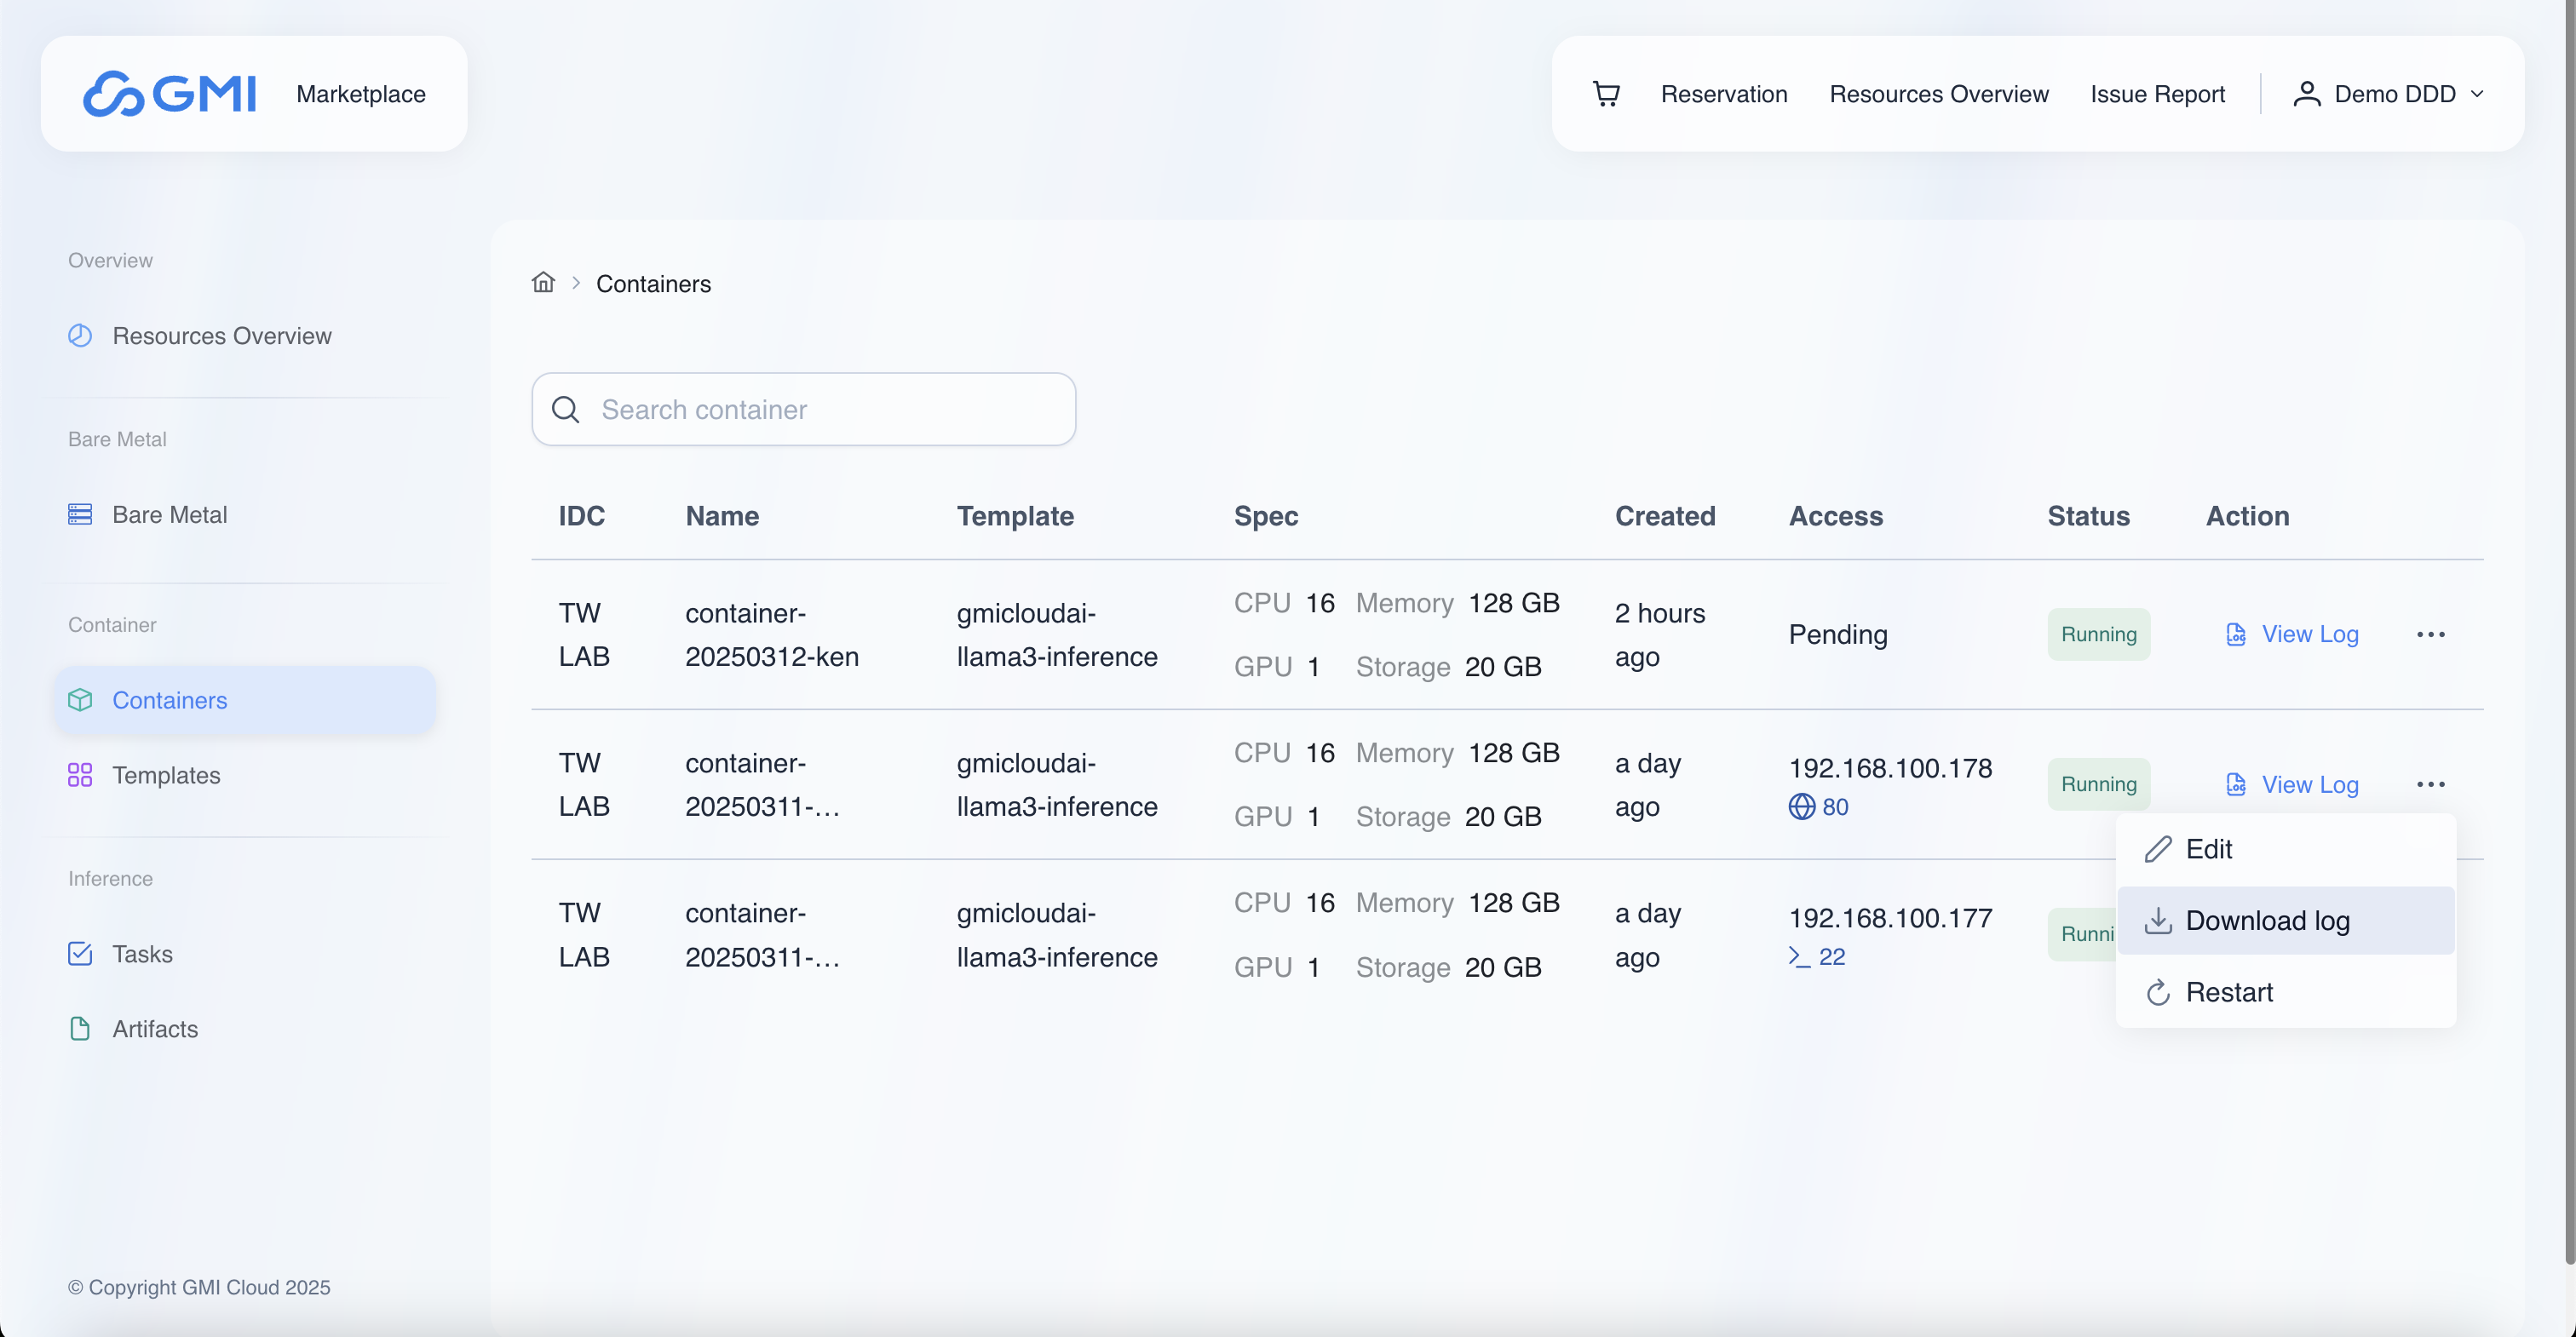 GMI
Marketplace
Reservation
Resources Overview
Issue Report
Demo DDD
Overview
Resources Overview
Bare Metal
Bare Metal
Container
Containers
Templates
Inference
Tasks
Artifacts
© Copyright GMI Cloud 2025
Containers
Search container
IDC Name Template Spec Created Access Status Action
TW
LAB
container-
20250312-ken
gmicloudai-
llama3-inference
CPU 16 Memory 128 GB
GPU 1 Storage 20 GB
2 hours
ago
Pending
Running
LOG
View Log
TW
LAB
container-
20250311-...
gmicloudai-
llama3-inference
CPU 16 Memory 128 GB
GPU 1 Storage 20 GB
a day
ago
192.168.100.178
80
Running
LOG
View Log
TW
LAB
container-
20250311-...
gmicloudai-
llama3-inference
CPU 16 Memory 128 GB
GPU 1 Storage 20 GB
a day
ago
192.168.100.177
22
Runni
Edit
Download log
Restart